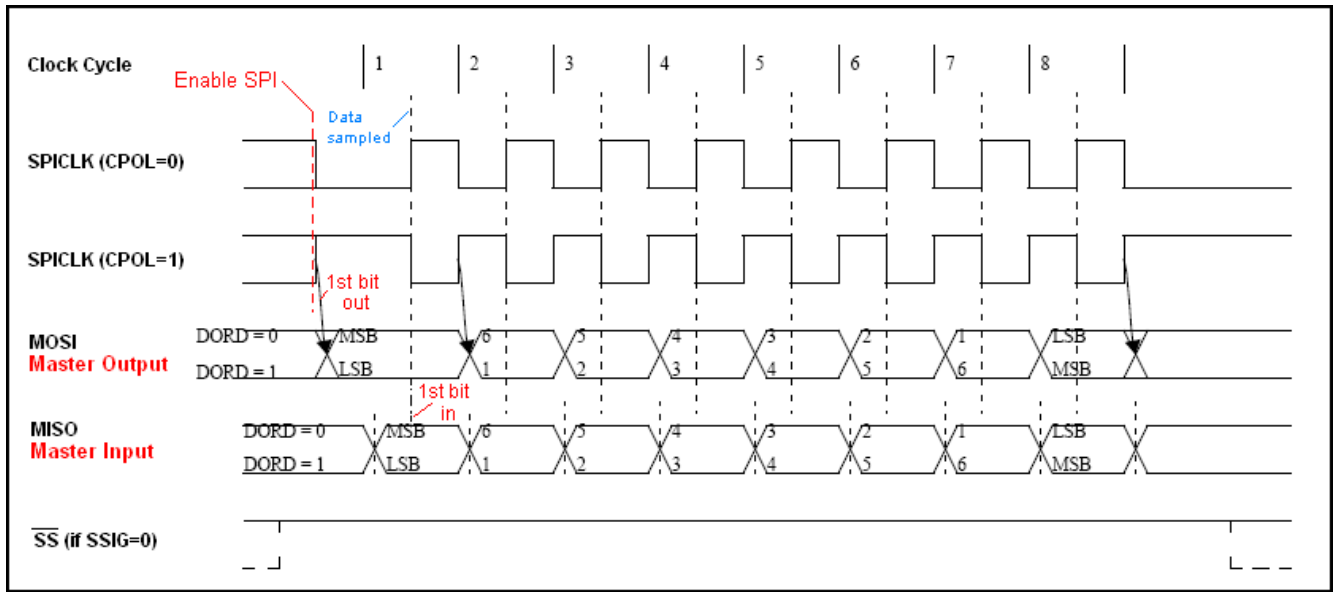 Clock Cycle 1 2 3 4 5 6 7 8
Enable SPI
Data
sampled
SPICLK (CPOL=0)
SPICLK (CPOL=1)
1st bit
out
MOSI
Master Output
DORD = 0 MSB 6 5 4 3 2 1 LSB
DORD = 1 LSB 1 2 3 4 5 6 MSB
1st bit
in
MISO
Master Input
DORD = 0 MSB 6 5 4 3 2 1 LSB
DORD = 1 LSB 1 2 3 4 5 6 MSB
SS (if SSIG=0)